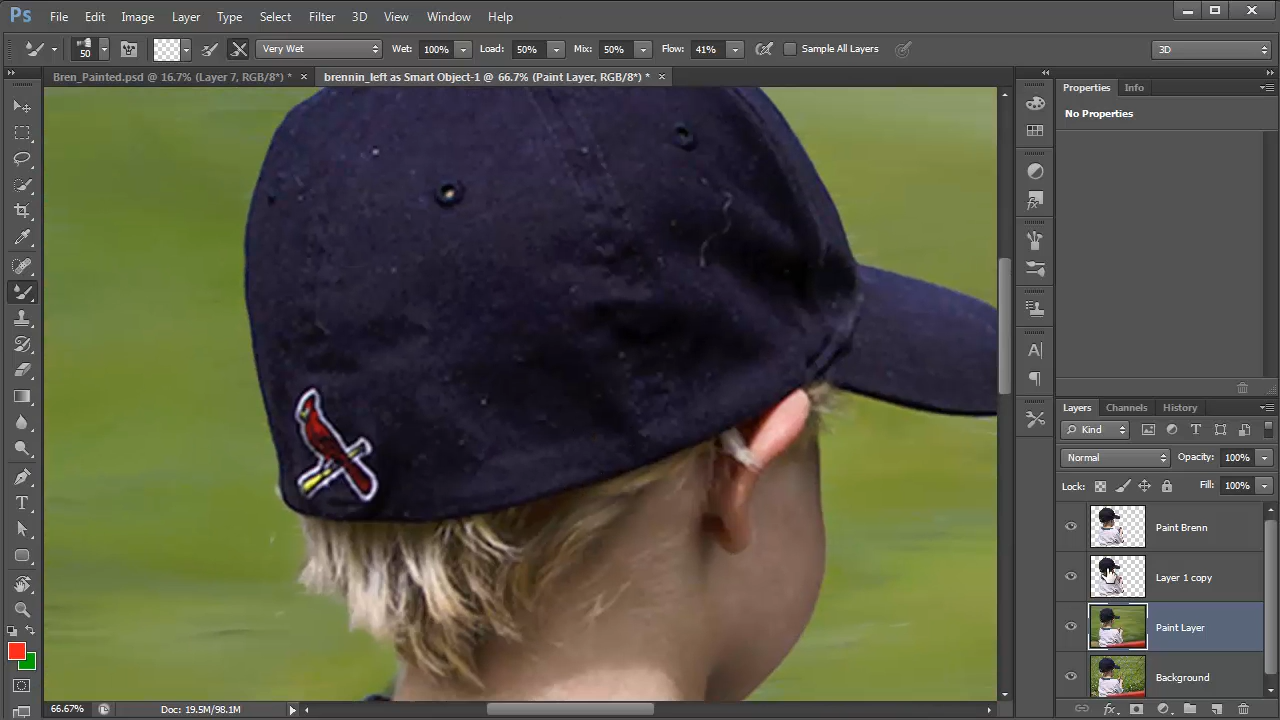 Ps File Edit Image Layer Type Select Filter 3D View Window Help
50 Very Wet Wet: 100% Load: 50% Mix: 50% Flow: 41% Sample All Layers 3D
Bren_Painted.psd @ 16.7% (Layer 7, RGB/8*) * × brennin_left as Smart Object-1 @ 66.7% (Paint Layer, RGB/8*) * ×
Properties Info
No Properties
Layers Channels History
Kind
Normal Opacity: 100%
Lock: Fill: 100%
Paint Brenn
Layer 1 copy
Paint Layer
Background
66.67% Doc: 19.5M/98.1M